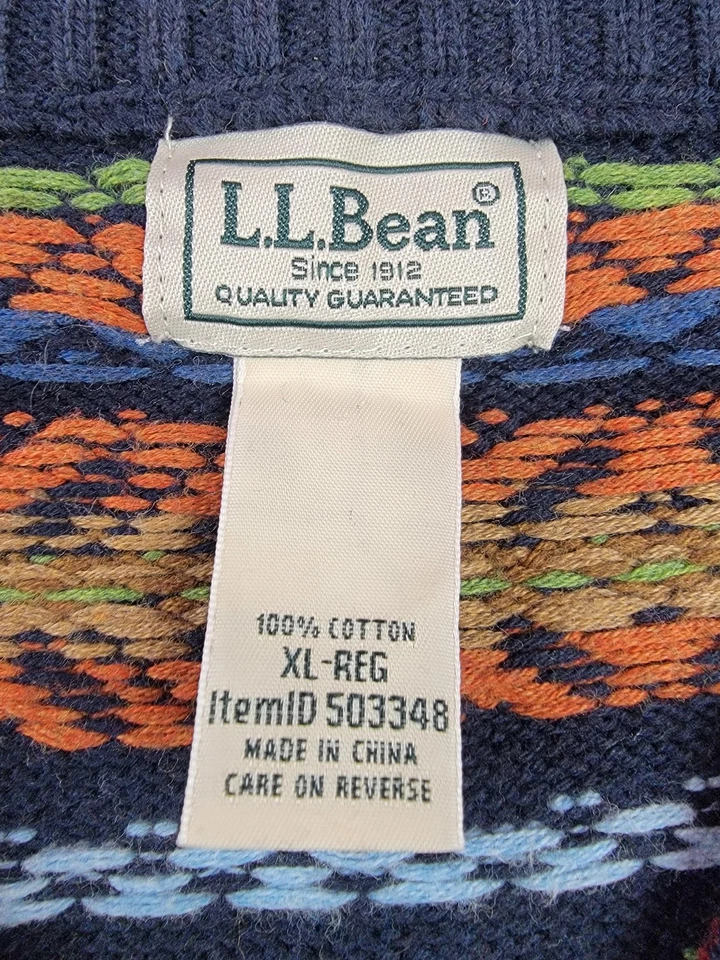 L.L.Bean®
Since 1912
QUALITY GUARANTEED
100% COTTON
XL-REG
ItemID 503348
MADE IN CHINA
CARE ON REVERSE